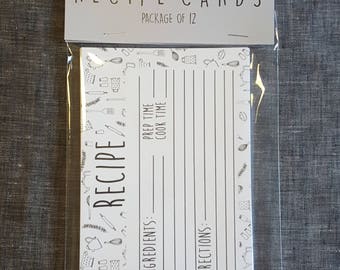 RECIPE CARDS
PACKAGE OF 12
RECIPE
PREP TIME
COOK TIME
INGREDIENTS:
DIRECTIONS: